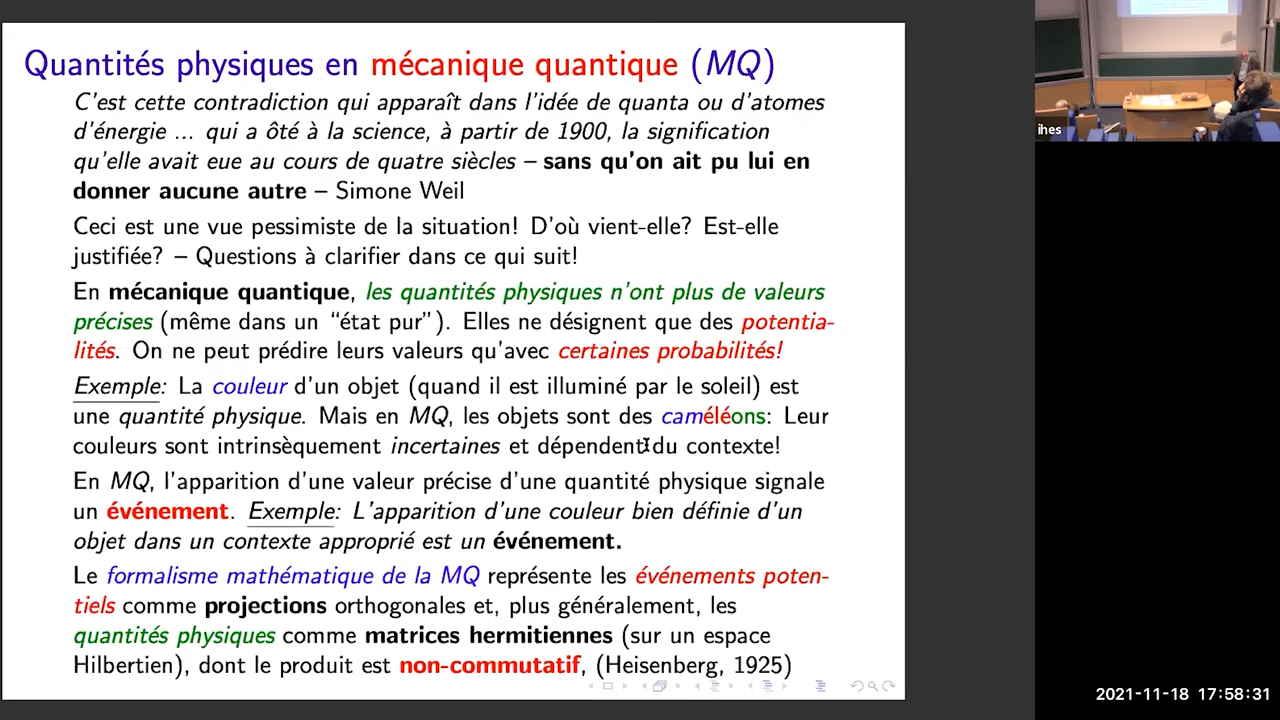 Quantités physiques en mécanique quantique (MQ)
C'est cette contradiction qui apparaît dans l'idée de quanta ou d'atomes
d'énergie ... qui a ôté à la science, à partir de 1900, la signification
qu'elle avait eue au cours de quatre siècles – sans qu'on ait pu lui en
donner aucune autre – Simone Weil
Ceci est une vue pessimiste de la situation! D'où vient-elle? Est-elle
justifiée? – Questions à clarifier dans ce qui suit!
En mécanique quantique, les quantités physiques n'ont plus de valeurs
précises (même dans un “état pur”). Elles ne désignent que des potentia-
lités. On ne peut prédire leurs valeurs qu'avec certaines probabilités!
Exemple: La couleur d'un objet (quand il est illuminé par le soleil) est
une quantité physique. Mais en MQ, les objets sont des caméléons: Leur
couleurs sont intrinsèquement incertaines et dépendent du contexte!
En MQ, l'apparition d'une valeur précise d'une quantité physique signale
un événement. Exemple: L'apparition d'une couleur bien définie d'un
objet dans un contexte approprié est un événement.
Le formalisme mathématique de la MQ représente les événements poten-
tiels comme projections orthogonales et, plus généralement, les
quantités physiques comme matrices hermitiennes (sur un espace
Hilbertien), dont le produit est non-commutatif, (Heisenberg, 1925)
ihes
2021-11-18 17:58:31